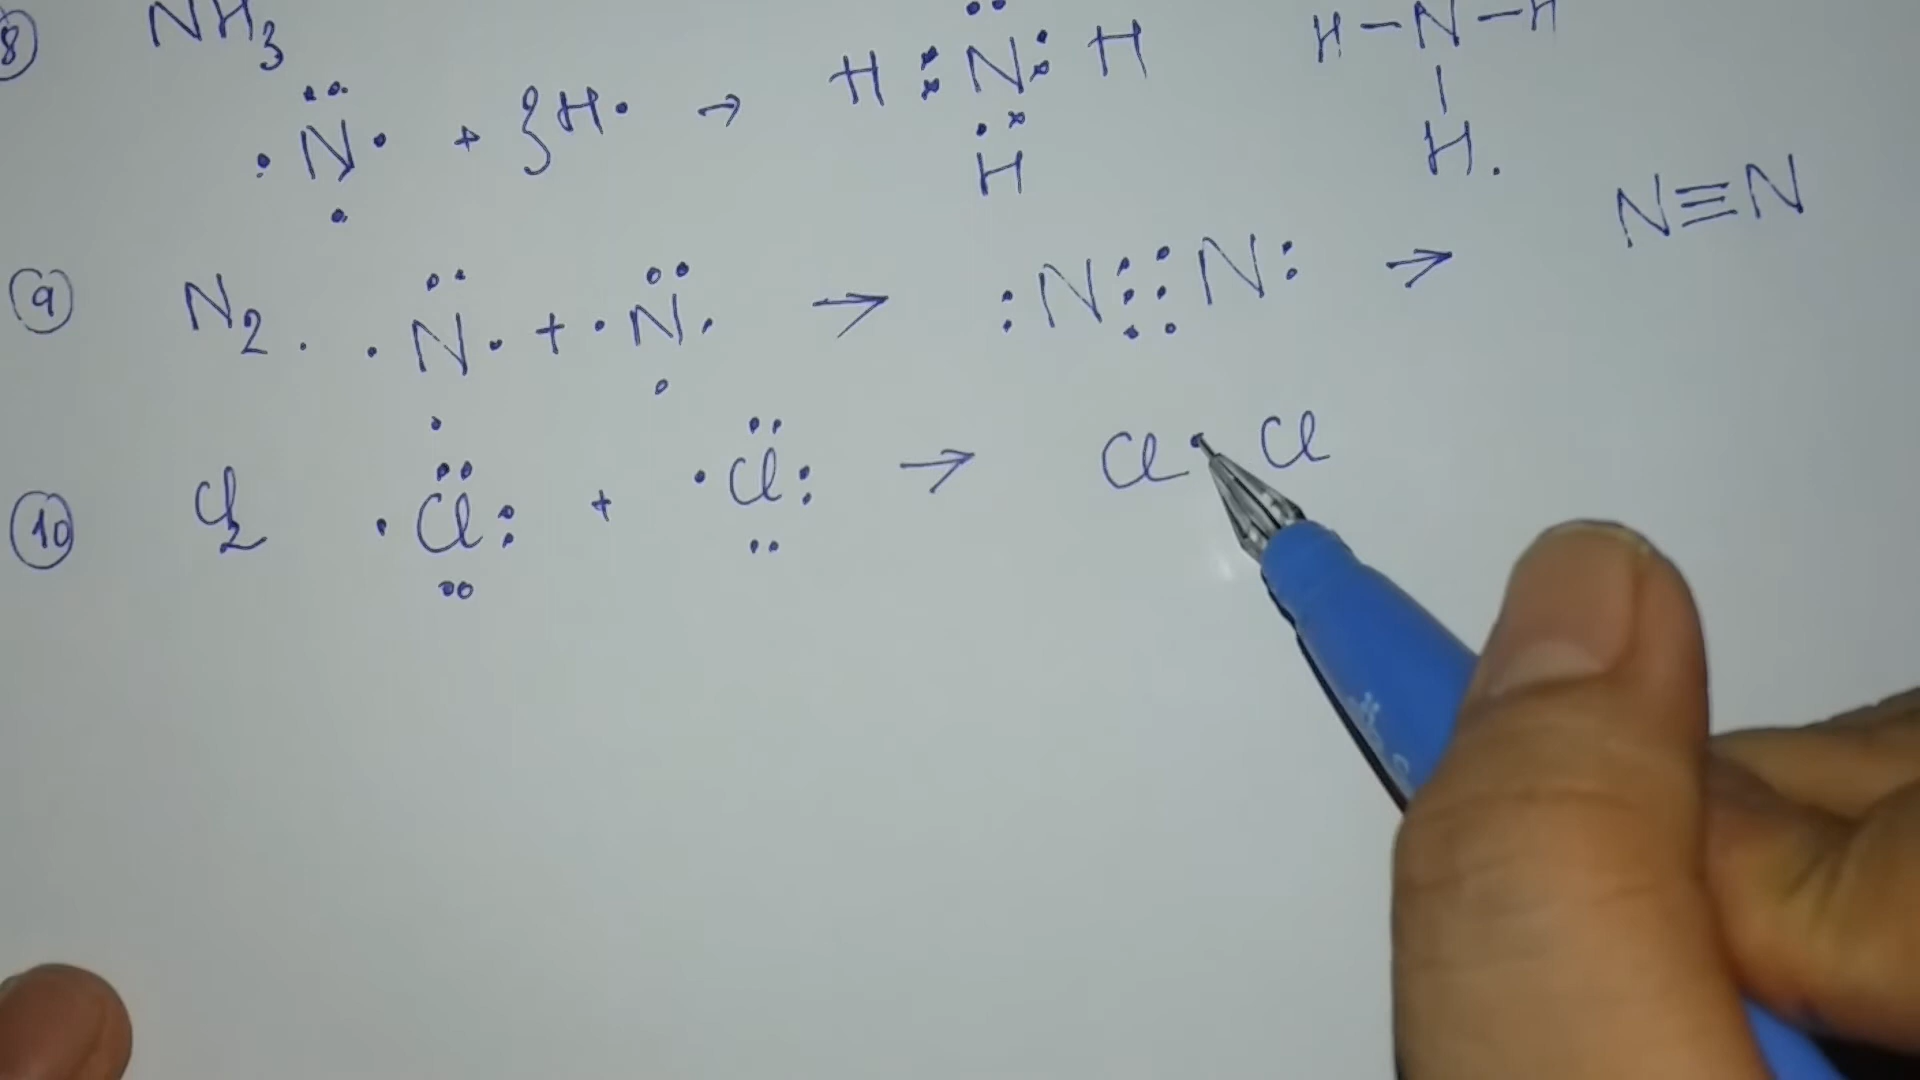 8 NH3
·N· + 3H· → H:N:H H-N-H
H H.
9 N2. ·N· + ·N· → :N:::N: → N≡N
10 Cl2 ·Cl: + ·Cl: → Cl· Cl